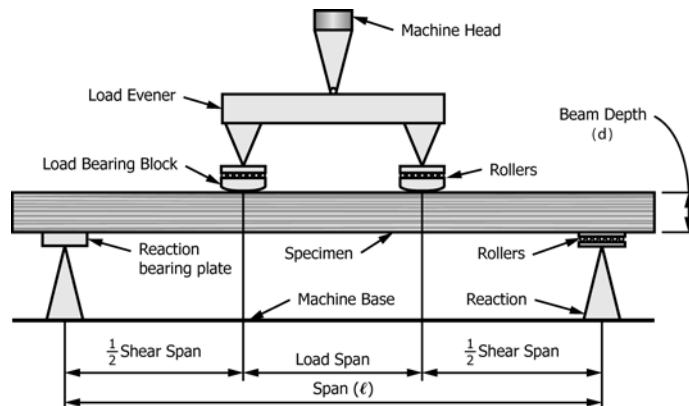 Machine Head
Load Evener
Beam Depth
(d)
Load Bearing Block
Rollers
Reaction
bearing plate
Specimen
Rollers
Machine Base
Reaction
1/2 Shear Span
Load Span
1/2 Shear Span
Span (ℓ)